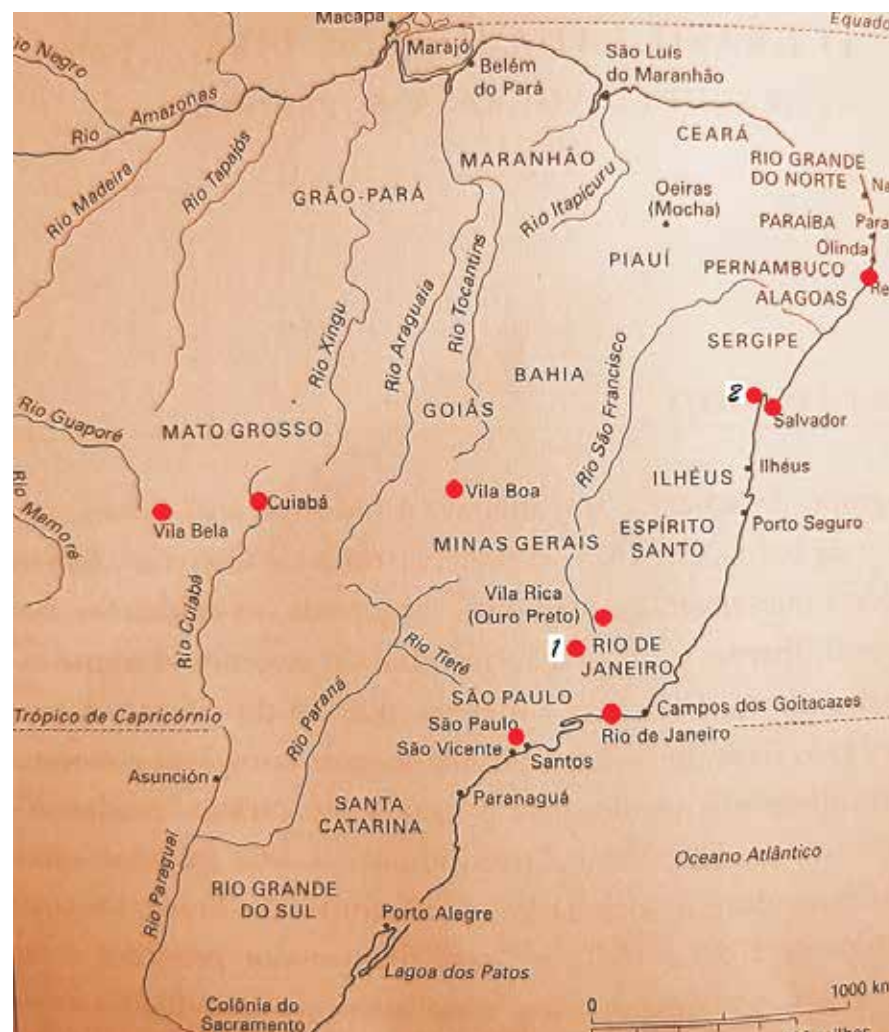 Equado
Macapá
Marajó
Rio Negro
Belém
do Pará
São Luís
do Maranhão
Rio
Amazonas
CEARÁ
MARANHÃO
RIO GRANDE
DO NORTE
Na
Rio Madeira
Rio Tapajós
GRÃO-PARÁ
Rio Itapicuru
Oeiras
(Mocha)
PARAÍBA
Para
Olinda
PIAUÍ
PERNAMBUCO
Re
ALAGOAS
Rio Xingu
Rio Araguaia
Rio Tocantins
SERGIPE
BAHIA
Rio São Francisco
2
Salvador
Rio Guaporé
MATO GROSSO
GOIÁS
Rio Mamoré
Vila Bela
Cuiabá
Vila Boa
ILHÉUS
Ilhéus
ESPÍRITO
SANTO
Porto Seguro
MINAS GERAIS
Rio Cuiabá
Vila Rica
(Ouro Preto)
1
RIO DE
JANEIRO
Rio Tietê
Rio Paraná
SÃO PAULO
Campos dos Goitacazes
Trópico de Capricórnio
São Paulo
Rio de Janeiro
São Vicente
Santos
Asunción
Paranaguá
SANTA
CATARINA
Oceano Atlântico
Rio Paraguai
RIO GRANDE
DO SUL
Porto Alegre
Lagoa dos Patos
Colônia do
Sacramento
0
1000 km